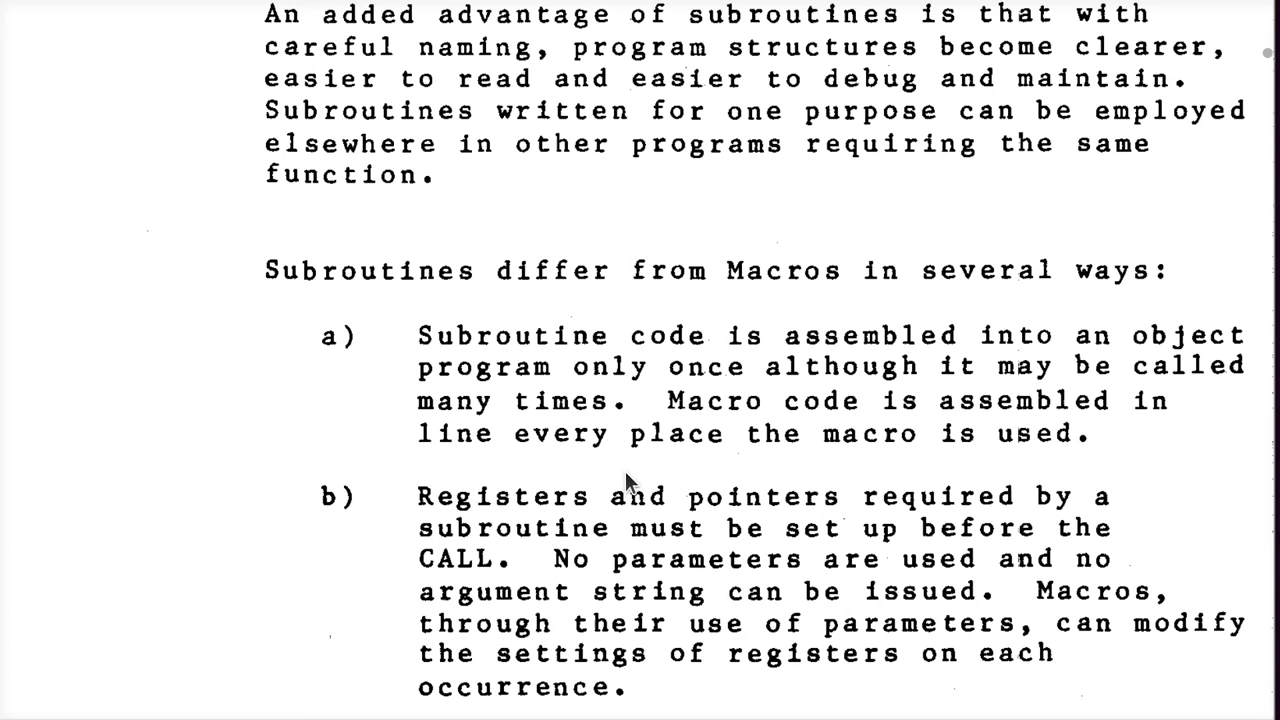 An added advantage of subroutines is that with
careful naming, program structures become clearer,
easier to read and easier to debug and maintain.
Subroutines written for one purpose can be employed
elsewhere in other programs requiring the same
function.
Subroutines differ from Macros in several ways:
a) Subroutine code is assembled into an object
program only once although it may be called
many times. Macro code is assembled in
line every place the macro is used.
b) Registers and pointers required by a
subroutine must be set up before the
CALL. No parameters are used and no
argument string can be issued. Macros,
through their use of parameters, can modify
the settings of registers on each
occurrence.